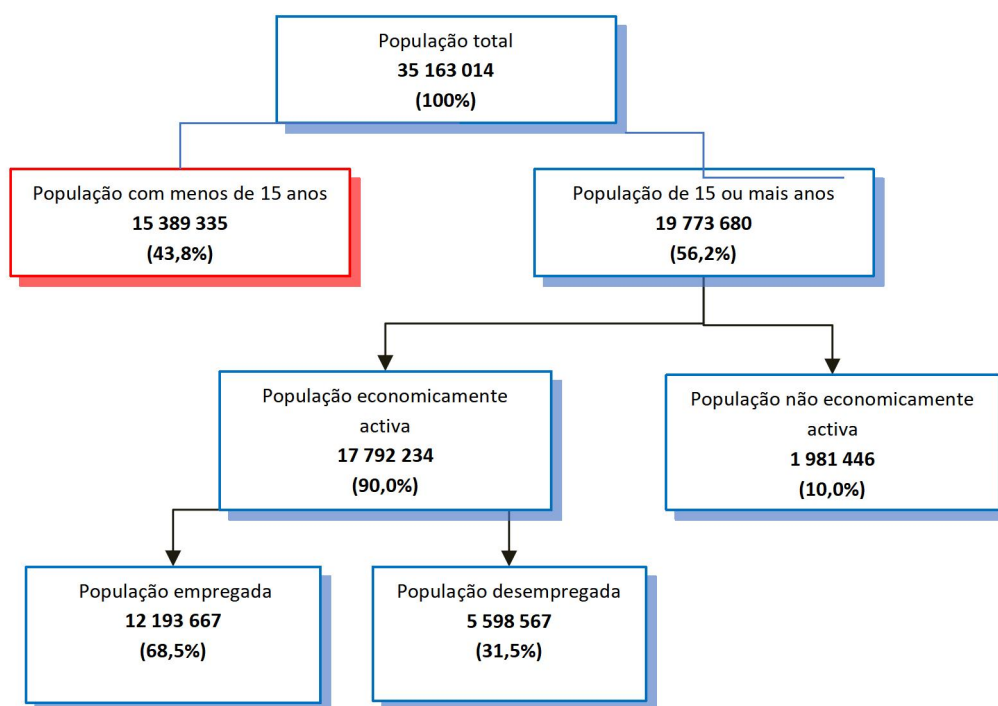 População total
35 163 014
(100%)
População com menos de 15 anos
15 389 335
(43,8%)
População de 15 ou mais anos
19 773 680
(56,2%)
População economicamente
activa
17 792 234
(90,0%)
População não economicamente
activa
1 981 446
(10,0%)
População empregada
12 193 667
(68,5%)
População desempregada
5 598 567
(31,5%)